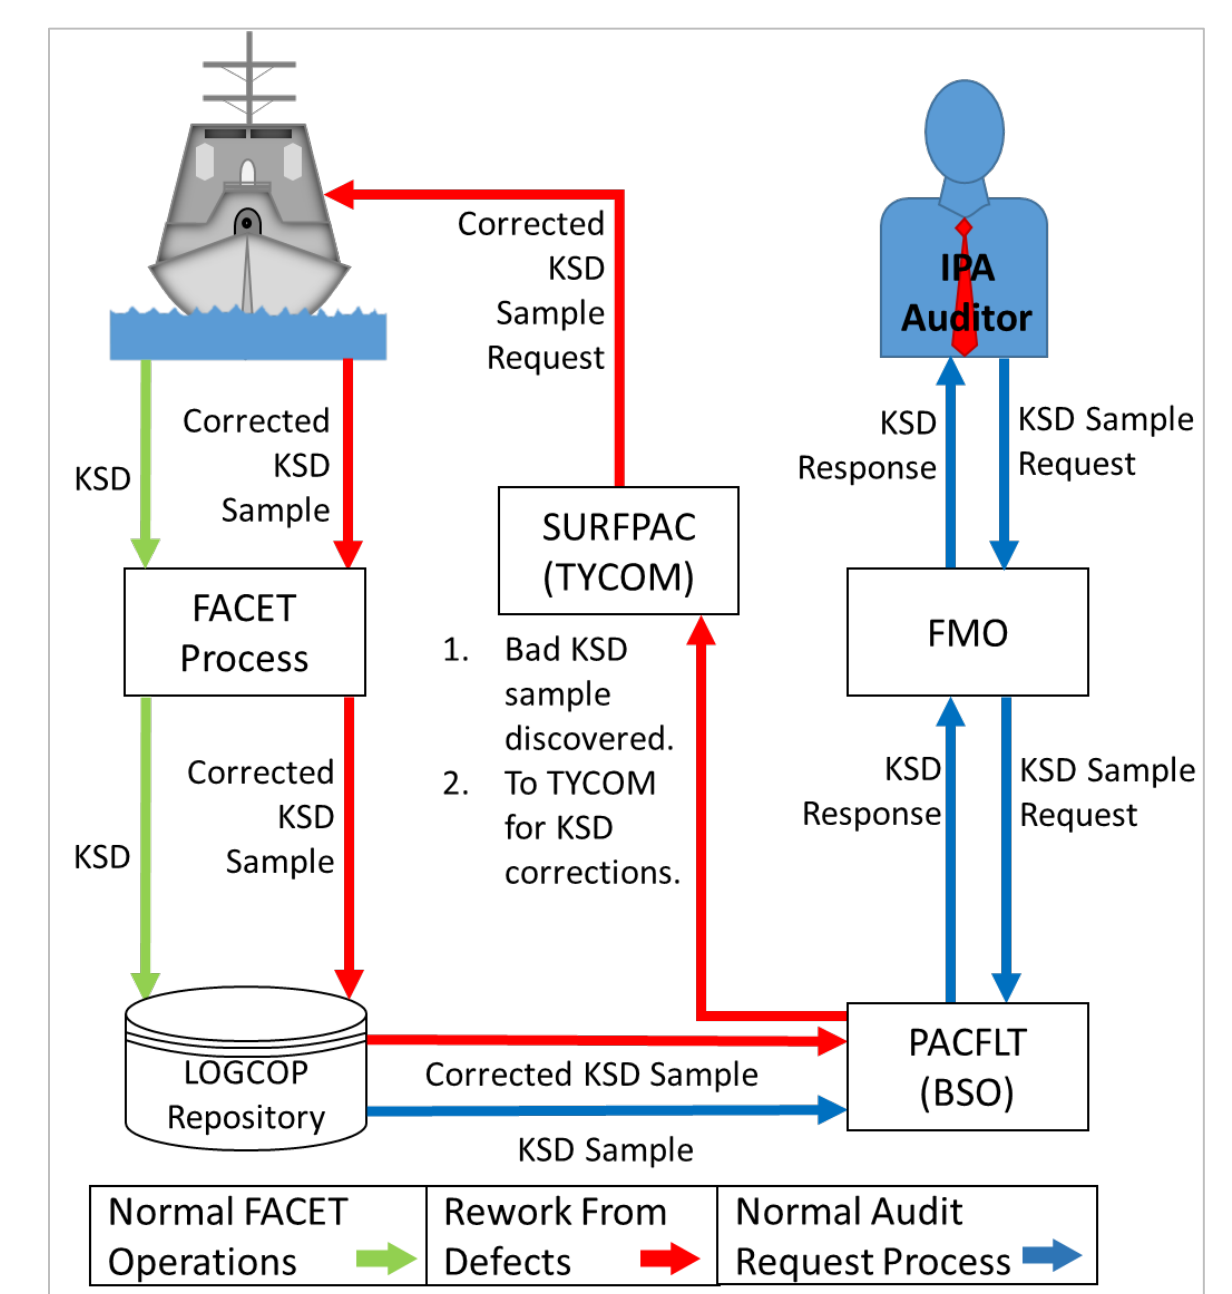 Corrected
KSD
Sample
Request
IPA
Auditor
KSD
Corrected
KSD
Sample
KSD
Response
KSD Sample
Request
SURFPAC
(TYCOM)
FACET
Process
FMO
1. Bad KSD
sample
discovered.
2. To TYCOM
for KSD
corrections.
KSD
Corrected
KSD
Sample
KSD
Response
KSD Sample
Request
LOGCOP
Repository
Corrected KSD Sample
KSD Sample
PACFLT
(BSO)
Normal FACET
Operations
Rework From
Defects
Normal Audit
Request Process